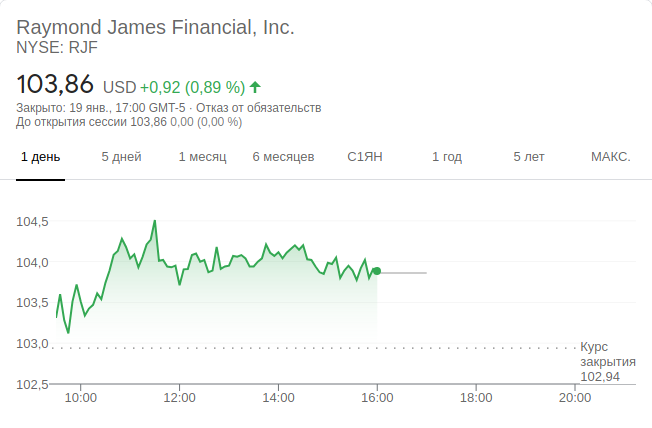 Raymond James Financial, Inc.
NYSE: RJF
103,86 USD +0,92 (0,89 %)
Закрыто: 19 янв., 17:00 GMT-5 · Отказ от обязательств
До открытия сессии 103,86 0,00 (0,00 %)
1 день 5 дней 1 месяц 6 месяцев С1ЯН 1 год 5 лет МАКС.
104,5
104,0
103,5
103,0
102,5
Курс
закрытия
102,94
10:00 12:00 14:00 16:00 18:00 20:00